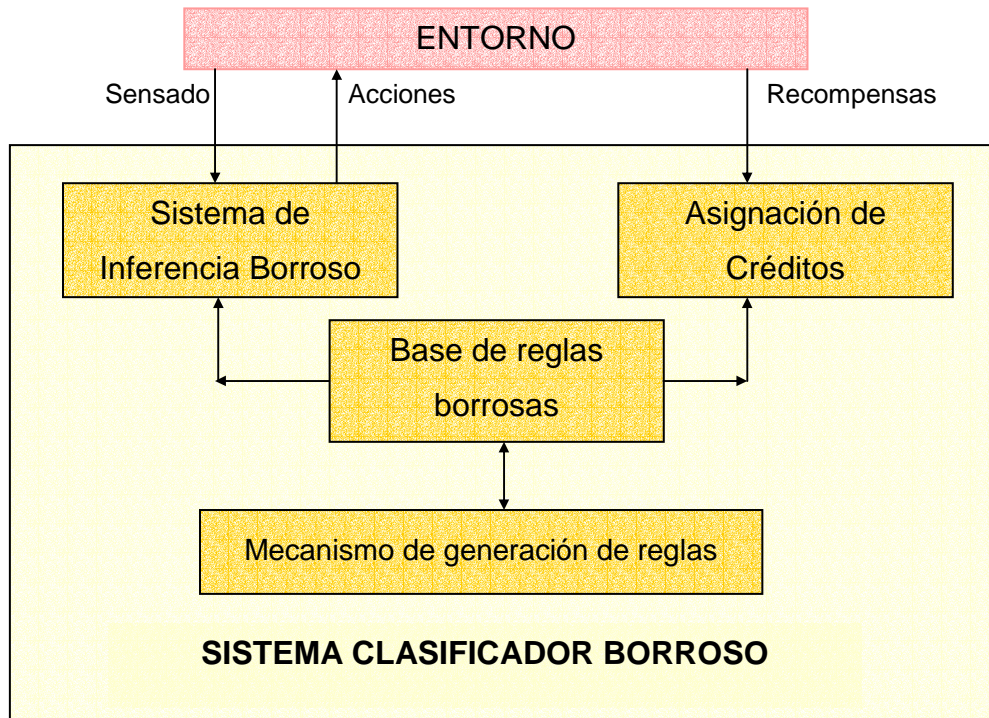 ENTORNO
Sensado
Acciones
Recompensas
Sistema de
Inferencia Borroso
Asignación de
Créditos
Base de reglas
borrosas
Mecanismo de generación de reglas
SISTEMA CLASIFICADOR BORROSO